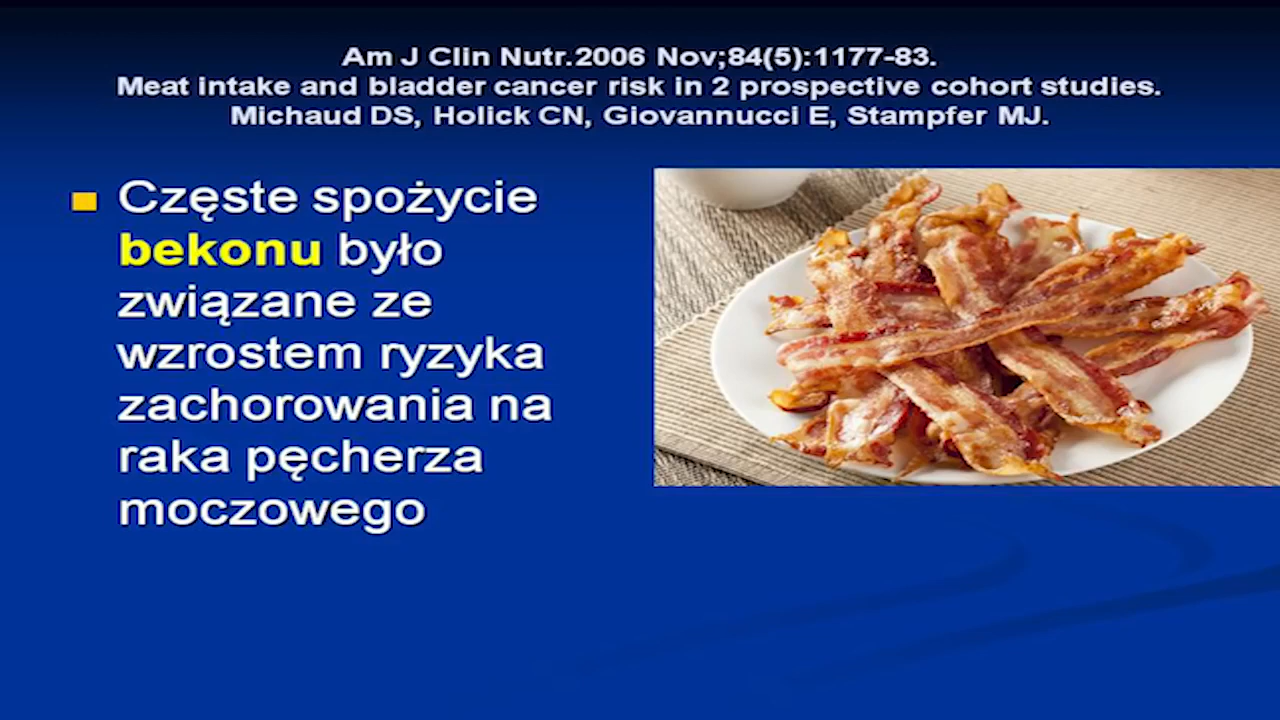 Am J Clin Nutr.2006 Nov;84(5):1177-83.
Meat intake and bladder cancer risk in 2 prospective cohort studies.
Michaud DS, Holick CN, Giovannucci E, Stampfer MJ.
Częste spożycie
bekonu było
związane ze
wzrostem ryzyka
zachorowania na
raka pęcherza
moczowego